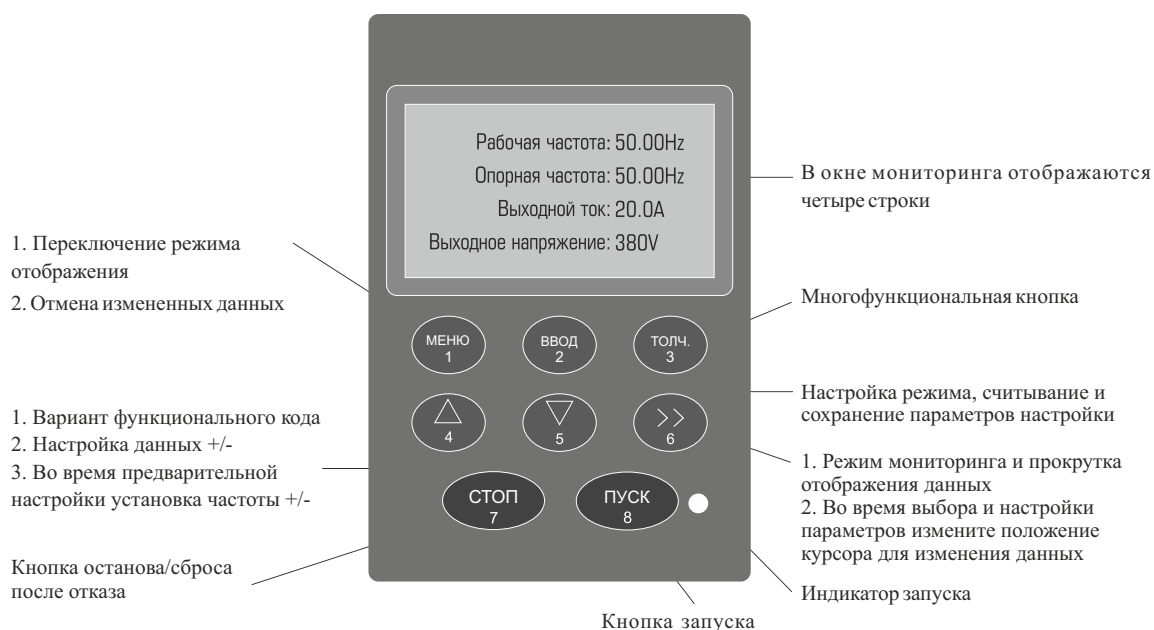 Рабочая частота: 50.00Hz
Опорная частота: 50.00Hz
Выходной ток: 20.0A
Выходное напряжение: 380V
МЕНЮ
1
ВВОД
2
ТОЛЧ.
3
4
5
>>
6
СТОП
7
ПУСК
8
1. Переключение режима
отображения
2. Отмена измененных данных
1. Вариант функционального кода
2. Настройка данных +/-
3. Во время предварительной
настройки установка частоты +/-
Кнопка останова/сброса
после отказа
В окне мониторинга отображаются
четыре строки
Многофункциональная кнопка
Настройка режима, считывание и
сохранение параметров настройки
1. Режим мониторинга и прокрутка
отображения данных
2. Во время выбора и настройки
параметров измените положение
курсора для изменения данных
Индикатор запуска
Кнопка запуска